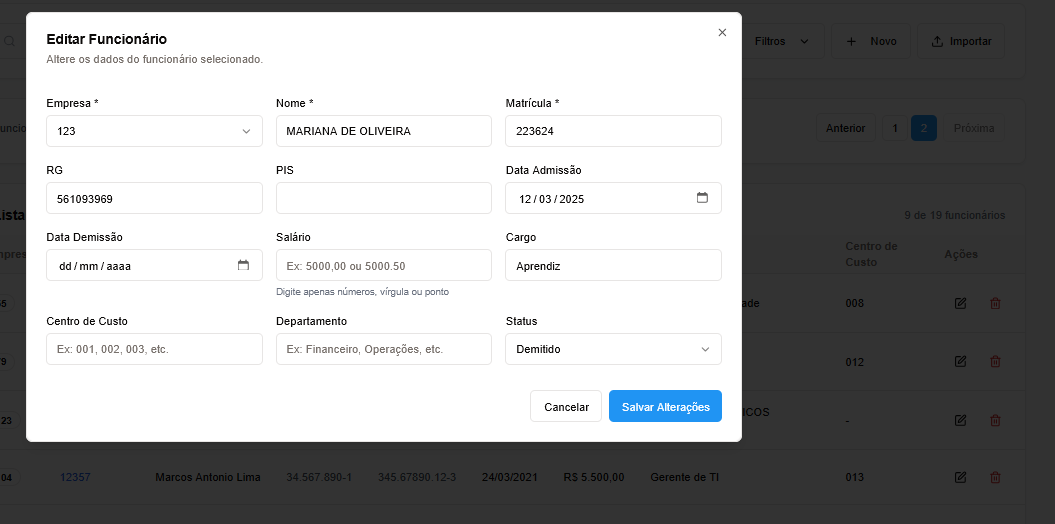 Editar Funcionário
Altere os dados do funcionário selecionado.
Filtros
Novo
Importar
Empresa *
Nome *
Matrícula *
123
MARIANA DE OLIVEIRA
223624
Anterior
1
2
Próxima
RG
PIS
Data Admissão
561093969
12/03/2025
9 de 19 funcionários
Data Demissão
Salário
Cargo
Centro de
Custo
Ações
dd/mm/aaaa
Ex: 5000,00 ou 5000.50
Aprendiz
Digite apenas números, vírgula ou ponto
ade
008
Centro de Custo
Departamento
Status
Ex: 001, 002, 003, etc.
Ex: Financeiro, Operações, etc.
Demitido
012
Cancelar
Salvar Alterações
ICOS
23
-
04
12357
Marcos Antonio Lima
34.567.890-1
345.67890.12-3
24/03/2021
R$ 5.500,00
Gerente de TI
013